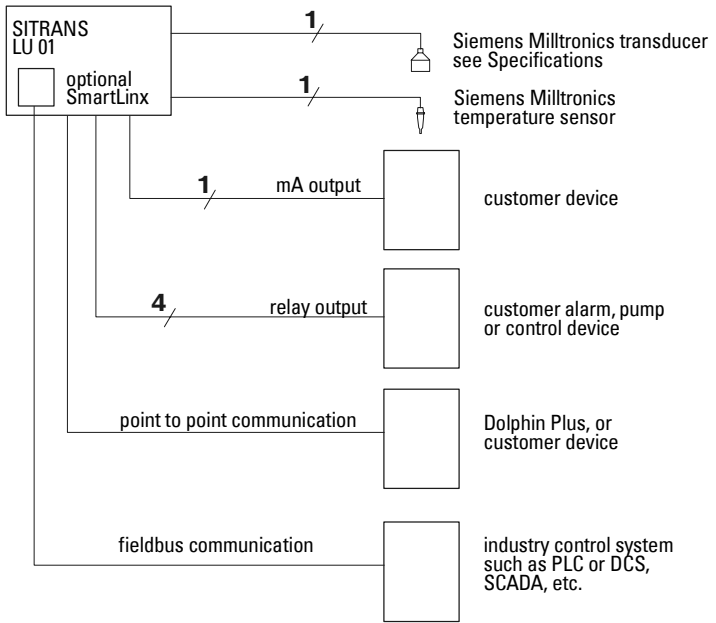 SITRANS
LU 01
optional
SmartLinx
1
Siemens Milltronics transducer
see Specifications
1
Siemens Milltronics
temperature sensor
1
mA output
customer device
4
relay output
customer alarm, pump
or control device
point to point communication
Dolphin Plus, or
customer device
fieldbus communication
industry control system
such as PLC or DCS,
SCADA, etc.